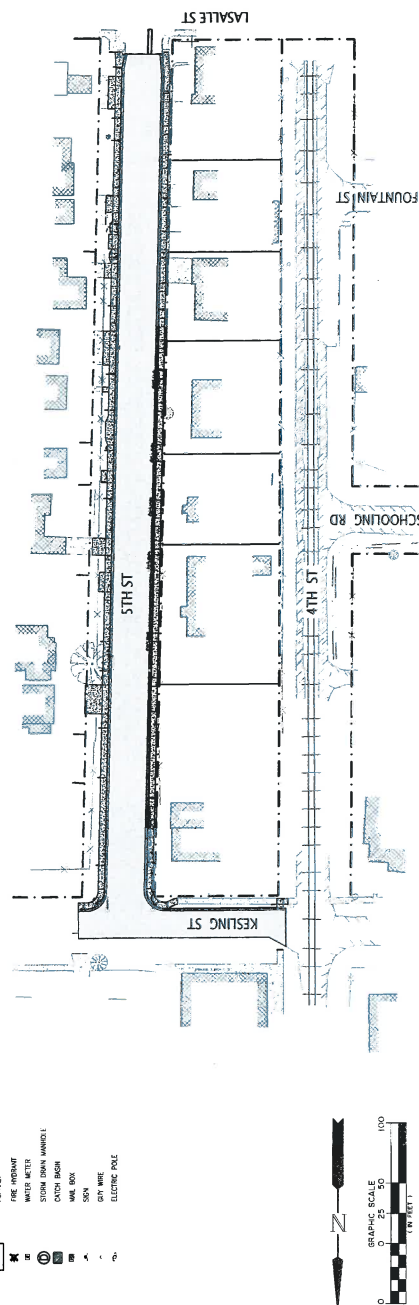 LASALLE ST
FOUNTAIN ST
5TH ST
SCHOOLING RD
4TH ST
KESLING ST
FIRE HYDRANT
WATER METER
STORM DRAIN MANHOLE
CATCH BASIN
MAIL BOX
SIGN
GUY WIRE
ELECTRIC POLE
N
GRAPHIC SCALE
0 0 25 50 100
( IN FEET )